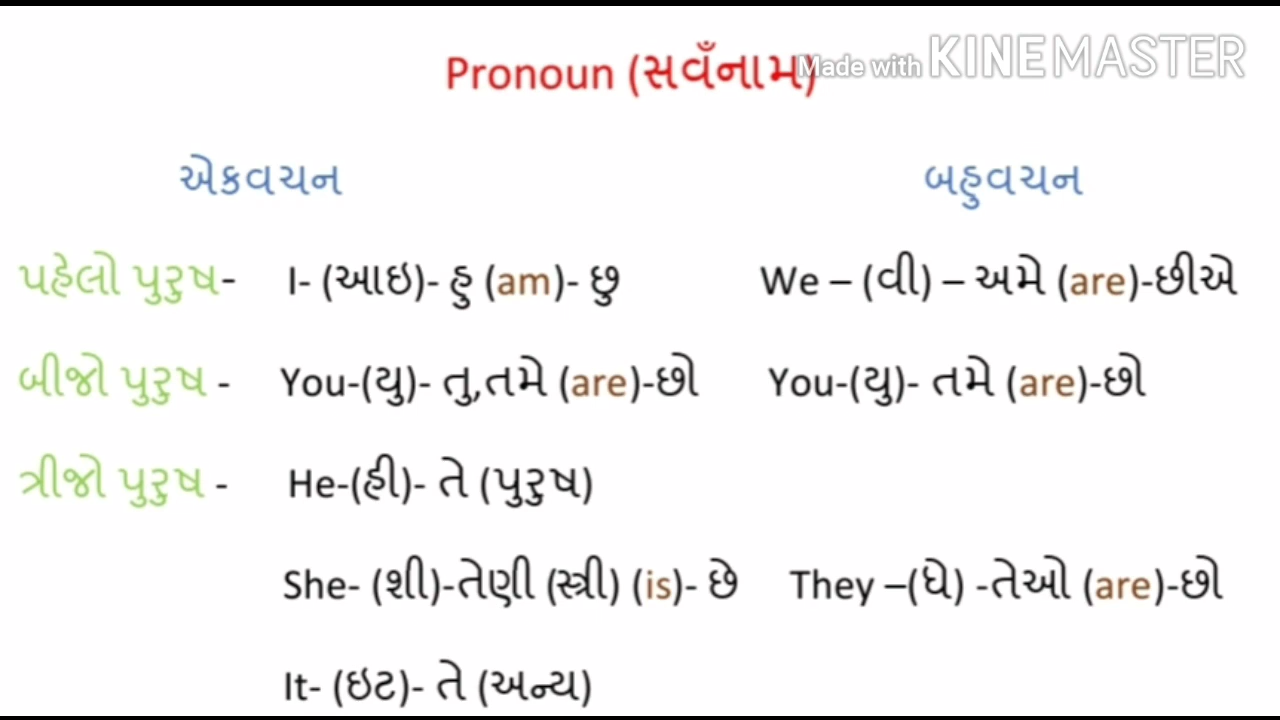 Pronoun (સર્વઁનામ)
Made with KINEMASTER
એકવચન બહુવચન
પહેલો પુરુષ- I- (આઇ)- હુ (am)- છુ We – (વી) – અમે (are)-છીએ
બીજો પુરુષ - You-(યુ)- તુ,તમે (are)-છો You-(યુ)- તમે (are)-છો
ત્રીજો પુરુષ - He-(હી)- તે (પુરુષ)
She- (શી)-તેણી (સ્ત્રી) (is)- છે They –(ધે) -તેઓ (are)-છો
It- (ઇટ)- તે (અન્ય)